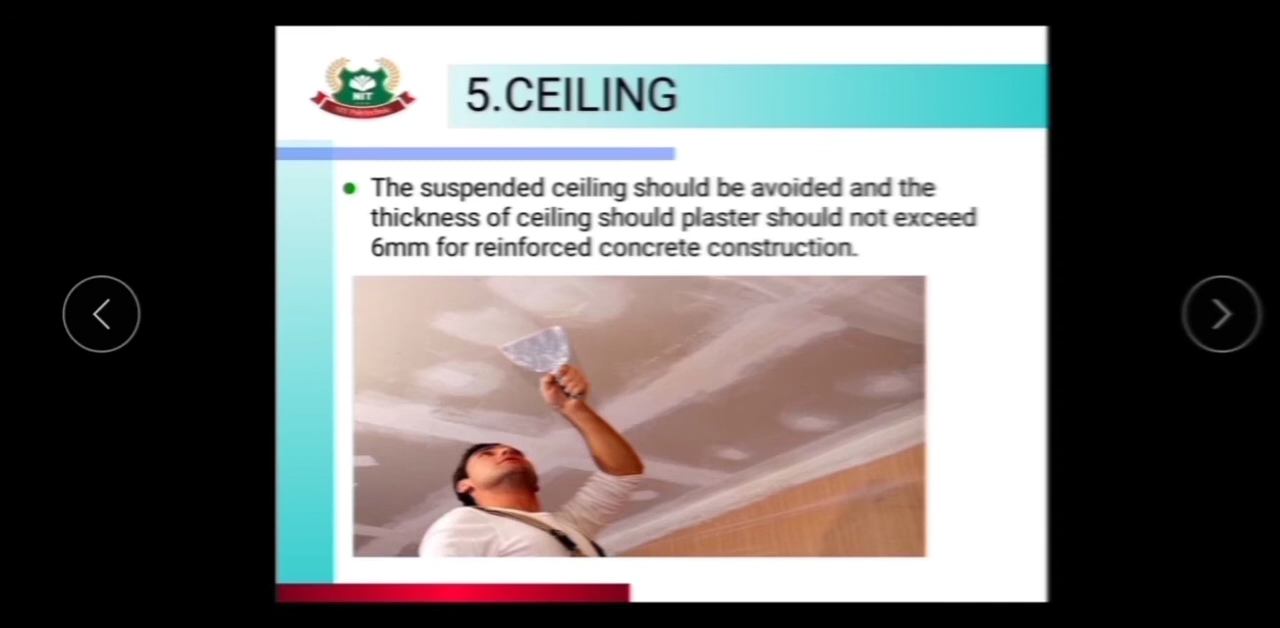 NIT
5.CEILING
The suspended ceiling should be avoided and the
thickness of ceiling should plaster should not exceed
6mm for reinforced concrete construction.